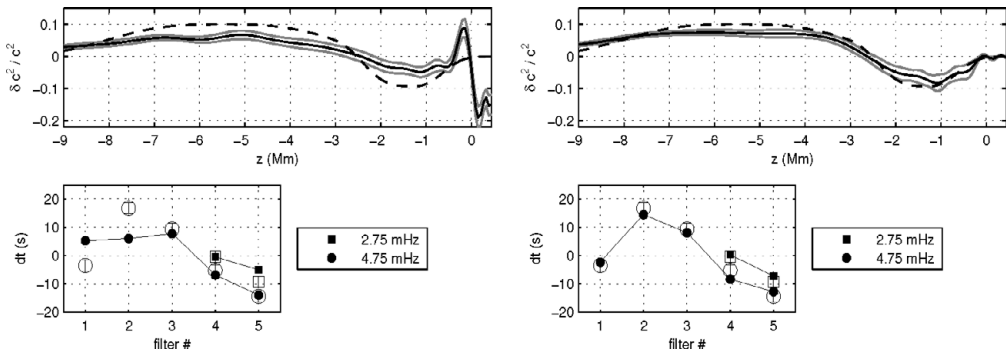 δ c² / c²
0.1
0
−0.1
−0.2
−9 −8 −7 −6 −5 −4 −3 −2 −1 0
z (Mm)
δ c² / c²
0.1
0
−0.1
−0.2
−9 −8 −7 −6 −5 −4 −3 −2 −1 0
z (Mm)
dt (s)
20
10
0
−10
−20
1 2 3 4 5
filter #
2.75 mHz
4.75 mHz
dt (s)
20
10
0
−10
−20
1 2 3 4 5
filter #
2.75 mHz
4.75 mHz